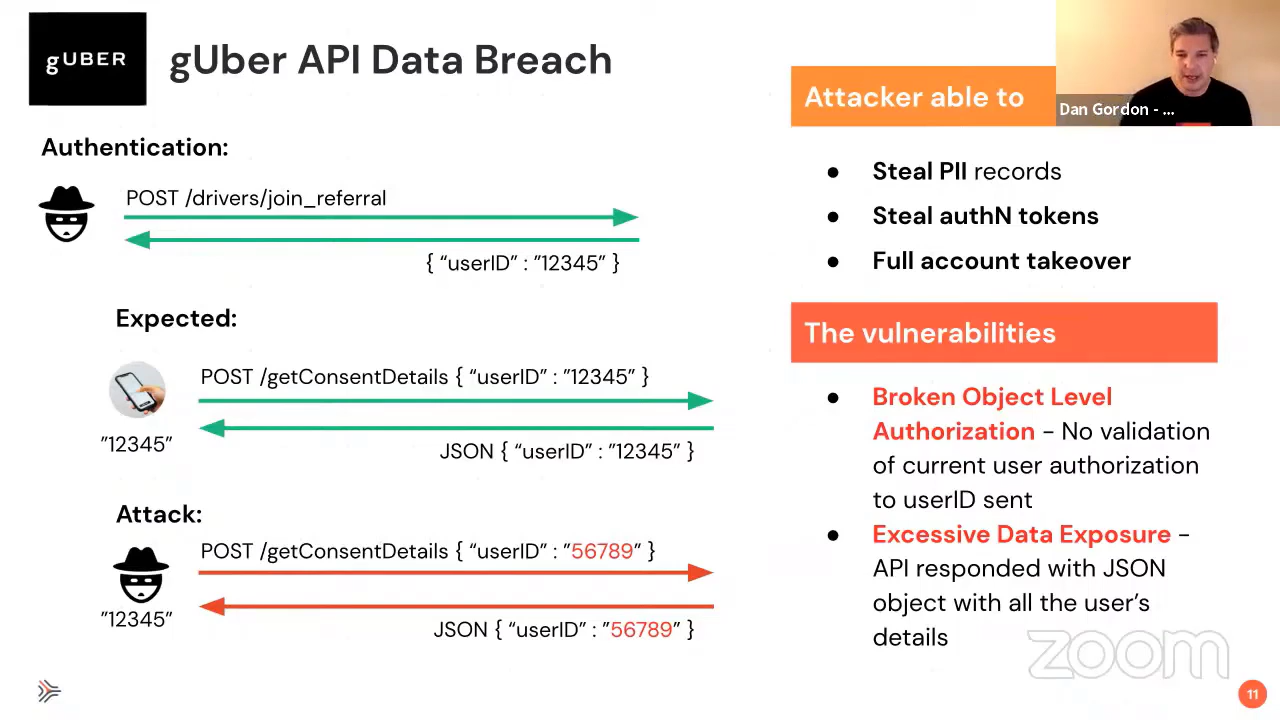 gUBER
gUber API Data Breach
Attacker able to
Dan Gordon - ...
Authentication:
POST /drivers/join_referral
{ “userID” : ”12345” }
Expected:
POST /getConsentDetails { “userID” : ”12345” }
”12345”
JSON { “userID” : ”12345” }
Attack:
POST /getConsentDetails { “userID” : ”56789” }
”12345”
JSON { “userID” : ”56789” }
● Steal PII records
● Steal authN tokens
● Full account takeover
The vulnerabilities
● Broken Object Level
Authorization - No validation
of current user authorization
to userID sent
● Excessive Data Exposure -
API responded with JSON
object with all the user’s
details
zoom
11